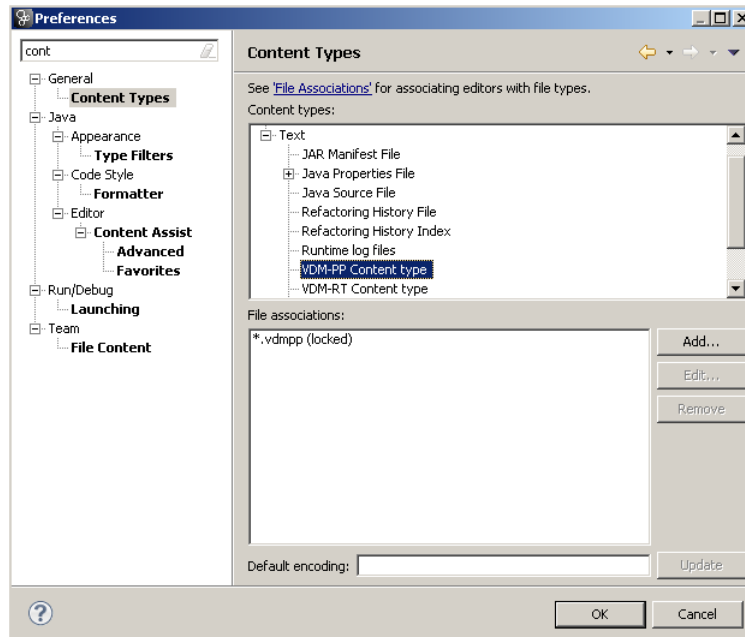 Preferences
cont
General
Content Types
Java
Appearance
Type Filters
Code Style
Formatter
Editor
Content Assist
Advanced
Favorites
Run/Debug
Launching
Team
File Content
Content Types
See 'File Associations' for associating editors with file types.
Content types:
Text
JAR Manifest File
Java Properties File
Java Source File
Refactoring History File
Refactoring History Index
Runtime log files
VDM-PP Content type
VDM-RT Content type
File associations:
*.vdmpp (locked)
Add...
Edit...
Remove
Default encoding:
Update
?
OK
Cancel